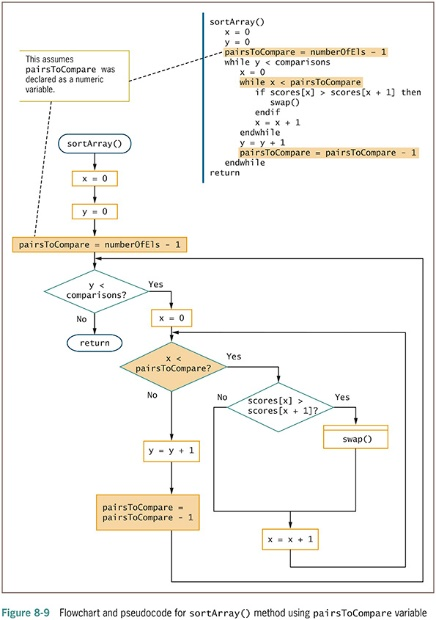 This assumes
pairsToCompare was
declared as a numeric
variable.
sortArray()
x = 0
y = 0
pairsToCompare = numberOfEls - 1
while y < comparisons
x = 0
while x < pairsToCompare
if scores[x] > scores[x + 1] then
swap()
endif
x = x + 1
endwhile
y = y + 1
pairsToCompare = pairsToCompare - 1
endwhile
return
sortArray()
x = 0
y = 0
pairsToCompare = numberOfEls - 1
y <
comparisons?
Yes
No
return
x = 0
x <
pairsToCompare?
Yes
No
scores[x] >
scores[x + 1]?
No
Yes
swap()
y = y + 1
pairsToCompare =
pairsToCompare - 1
x = x + 1
Figure 8-9 Flowchart and pseudocode for sortArray() method using pairsToCompare variable